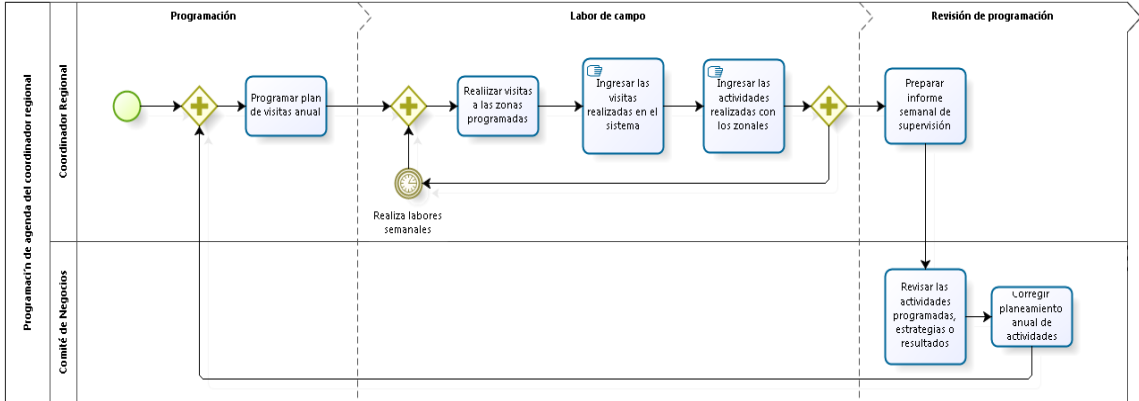 Programación
Labor de campo
Revisión de programación
Programaci´n de agenda del coordinador regional
Coordinador Regional
Comité de Negocios
Programar plan
de visitas anual
Realizar visitas
a las zonas
programadas
Ingresar las
visitas
realizadas en el
sistema
Ingresar las
actividades
realizadas con
los zonales
Preparar
informe
semanal de
supervisión
Realiza labores
semanales
Revisar las
actividades
programadas,
estrategias o
resultados
Corregir
planeamiento
anual de
actividades